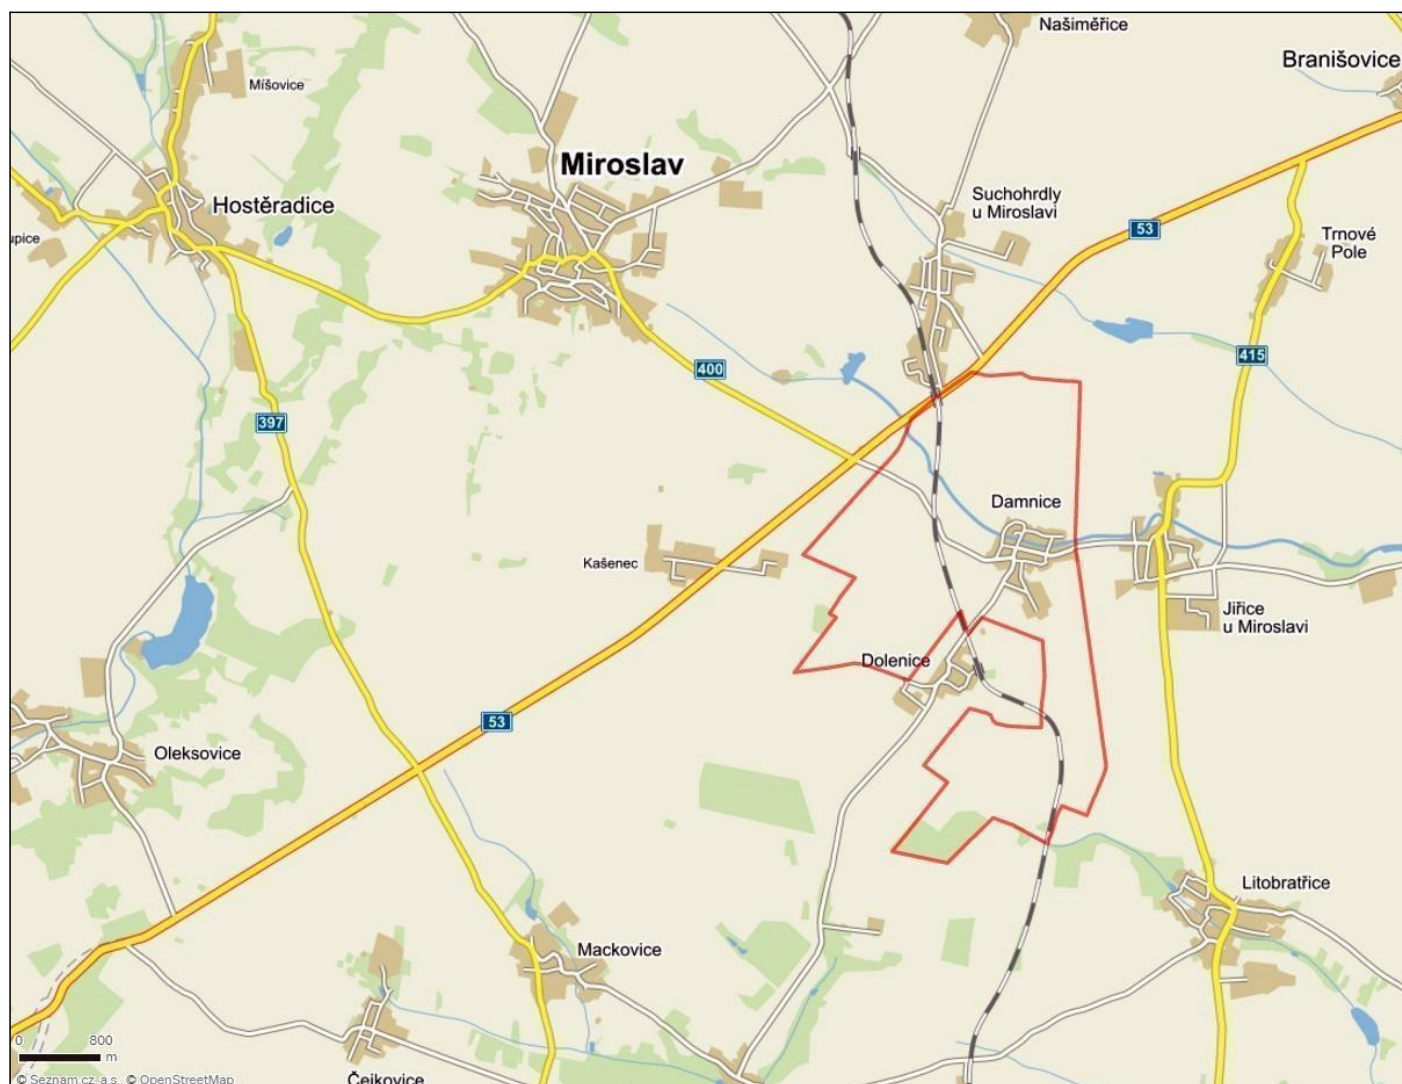 Našiměřice
Branišovice
Míšovice
Miroslav
Suchohrdly
u Miroslavi
Hostěradice
upice
53
Trnové
Pole
415
400
397
Damnice
Kašenec
Jiřice
u Miroslavi
Dolenice
53
Oleksovice
Litobratřice
Mackovice
0 800
m
© Seznam.cz, a.s., © OpenStreetMap
Čejkovice